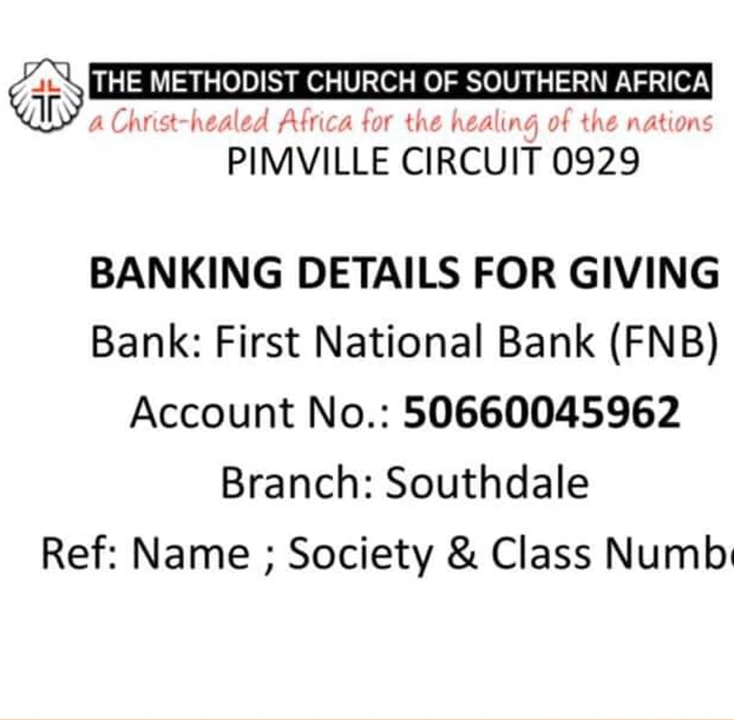 THE METHODIST CHURCH OF SOUTHERN AFRICA
a Christ-healed Africa for the healing of the nations
PIMVILLE CIRCUIT 0929
BANKING DETAILS FOR GIVING
Bank: First National Bank (FNB)
Account No.: 50660045962
Branch: Southdale
Ref: Name ; Society & Class Numb